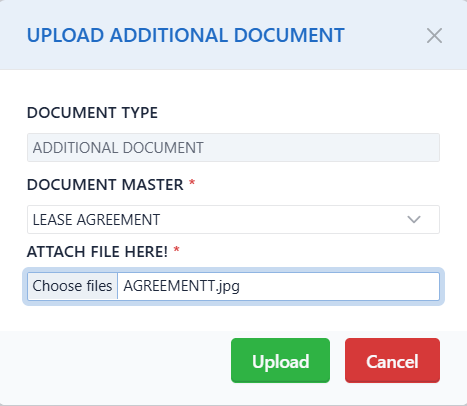 UPLOAD ADDITIONAL DOCUMENT
DOCUMENT TYPE
ADDITIONAL DOCUMENT
DOCUMENT MASTER *
LEASE AGREEMENT
ATTACH FILE HERE! *
Choose files AGREEMENTT.jpg
Upload Cancel